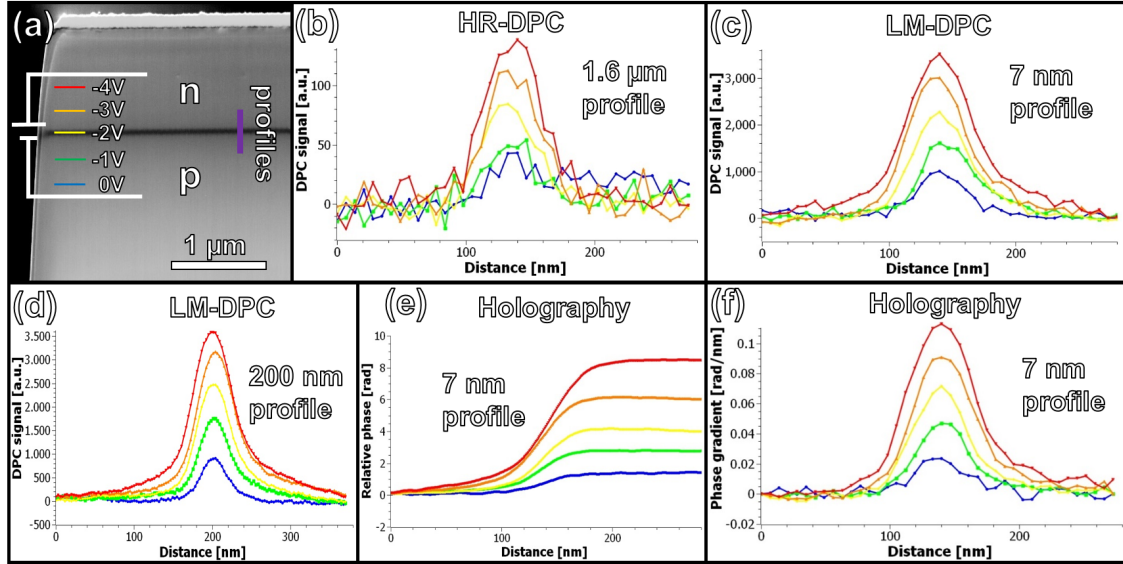 (a)
n
-4V
-3V
-2V
-1V
0V
p
profiles
1 µm
(b)
HR-DPC
1.6 µm
profile
DPC signal [a.u.]
100
50
0
0
100
200
Distance [nm]
(c)
LM-DPC
7 nm
profile
DPC signal [a.u.]
3,000
2,000
1,000
0
0
100
200
Distance [nm]
(d)
LM-DPC
200 nm
profile
DPC signal [a.u.]
3.500
3.000
2.500
2.000
1.500
1.000
500
0
-500
0
100
200
300
Distance [nm]
(e)
Holography
7 nm
profile
Relative phase [rad]
10
8
6
4
2
0
-2
0
100
200
Distance [nm]
(f)
Holography
7 nm
profile
Phase gradient [rad/nm]
0.1
0.08
0.06
0.04
0.02
0
-0.02
0
100
200
Distance [nm]